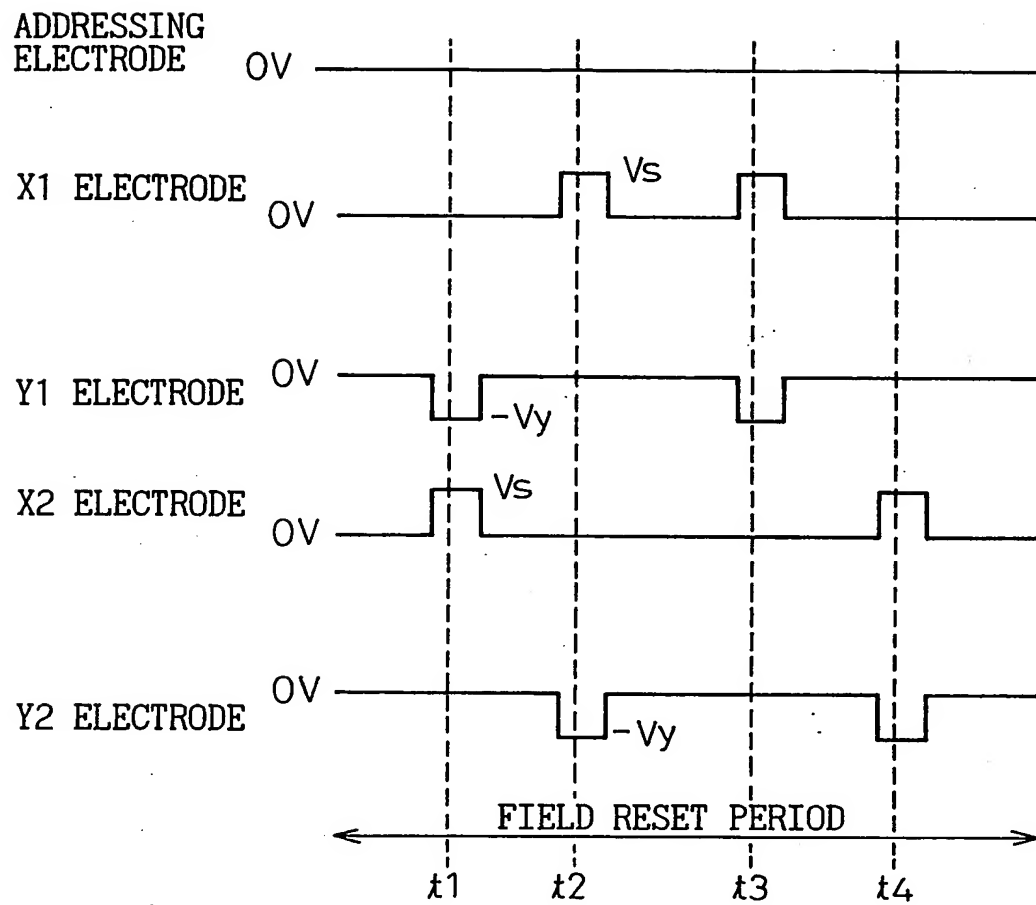 ADDRESSING
ELECTRODE
0V
X1 ELECTRODE
Vs
0V
Y1 ELECTRODE
0V
-Vy
X2 ELECTRODE
Vs
0V
Y2 ELECTRODE
0V
-Vy
FIELD RESET PERIOD
t1
t2
t3
t4